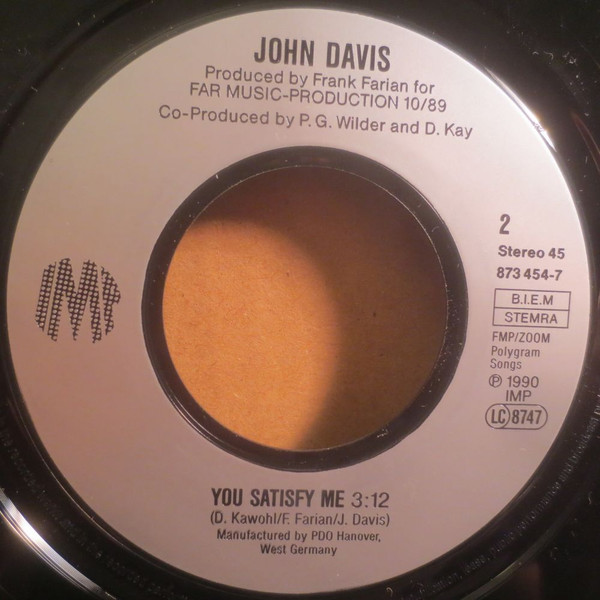 JOHN DAVIS
Produced by Frank Farian for
FAR MUSIC-PRODUCTION 10/89
Co-Produced by P. G. Wilder and D. Kay
IMP
2
Stereo 45
873 454-7
B.I.E.M
STEMRA
FMP/ZOOM
Polygram
Songs
℗ 1990
IMP
LC 8747
YOU SATISFY ME 3:12
(D. Kawohl/F. Farian/J. Davis)
Manufactured by PDO Hanover,
West Germany